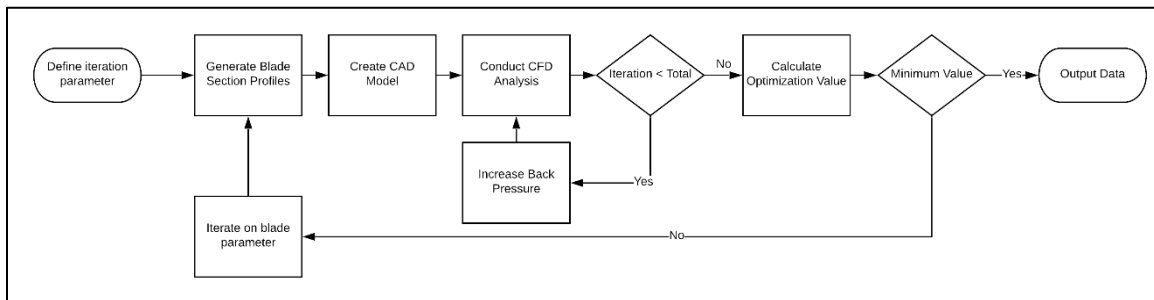 Define iteration
parameter
Generate Blade
Section Profiles
Create CAD
Model
Conduct CFD
Analysis
Iteration < Total
No
Calculate
Optimization Value
Minimum Value
Yes
Output Data
Increase Back
Pressure
Yes
Iterate on blade
parameter
No